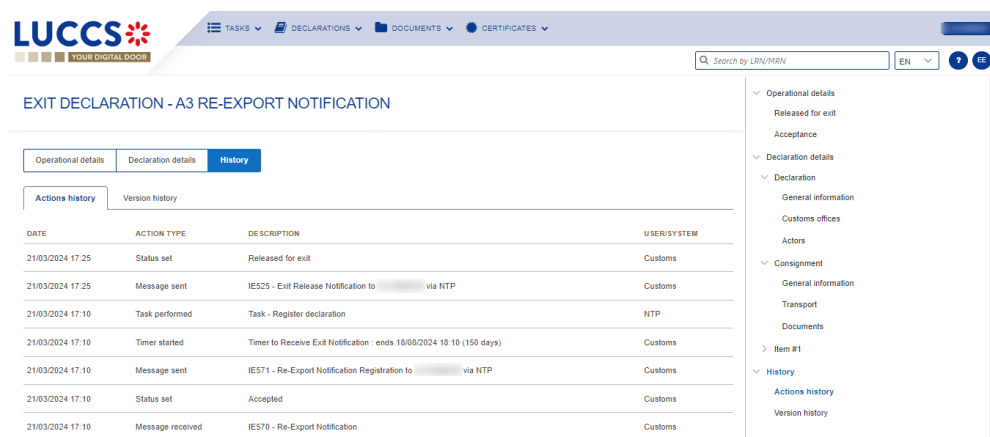 LUCCS
YOUR DIGITAL DOOR
TASKS DECLARATIONS DOCUMENTS CERTIFICATES
Search by LRN/MRN EN ? EE
EXIT DECLARATION - A3 RE-EXPORT NOTIFICATION
Operational details Declaration details History
Actions history Version history
DATE ACTION TYPE DESCRIPTION USER/SYSTEM
21/03/2024 17:25 Status set Released for exit Customs
21/03/2024 17:25 Message sent IE525 - Exit Release Notification to via NTP Customs
21/03/2024 17:10 Task performed Task - Register declaration NTP
21/03/2024 17:10 Timer started Timer to Receive Exit Notification : ends 18/08/2024 18:10 (150 days) Customs
21/03/2024 17:10 Message sent IE571 - Re-Export Notification Registration to via NTP Customs
21/03/2024 17:10 Status set Accepted Customs
21/03/2024 17:10 Message received IE570 - Re-Export Notification Customs
Operational details
Released for exit
Acceptance
Declaration details
Declaration
General information
Customs offices
Actors
Consignment
General information
Transport
Documents
Item #1
History
Actions history
Version history